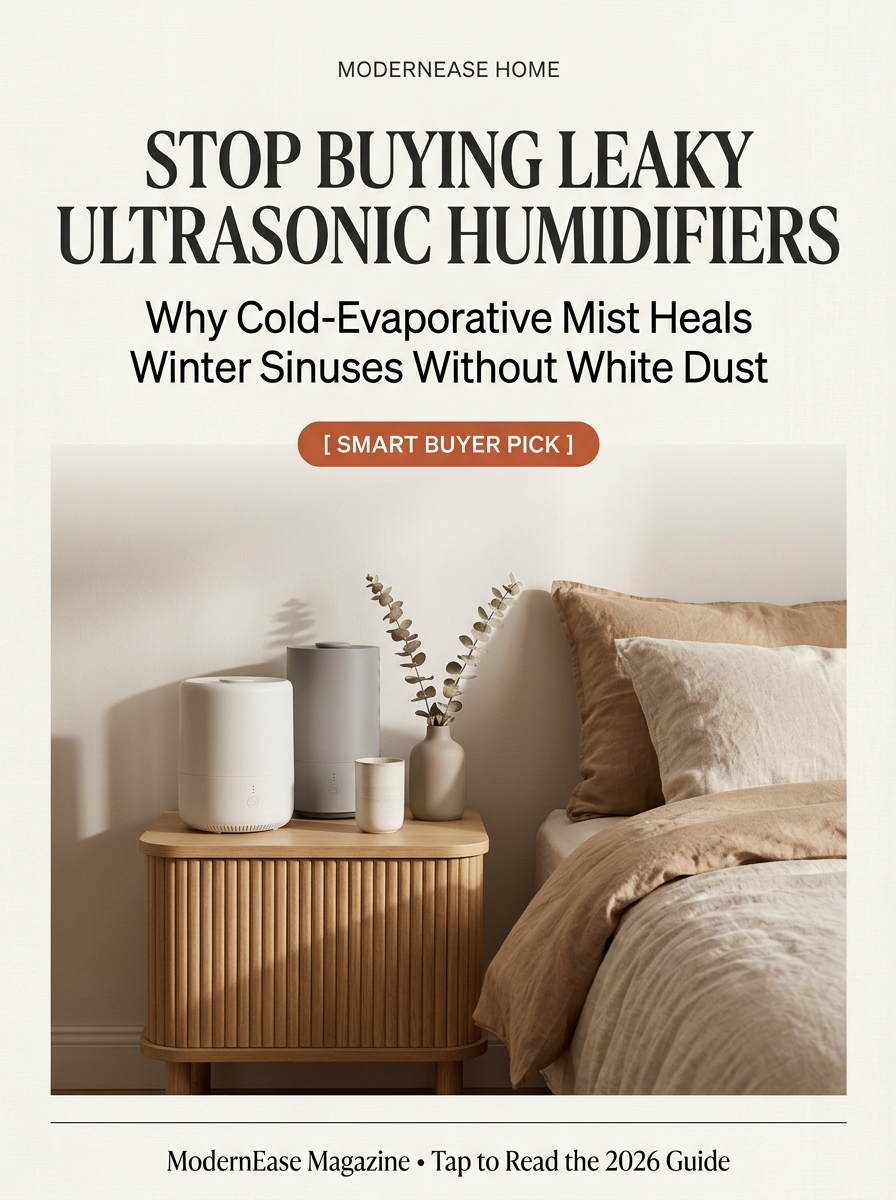 MODERNEASE HOME
STOP BUYING LEAKY
ULTRASONIC HUMIDIFIERS
Why Cold-Evaporative Mist Heals
Winter Sinuses Without White Dust
[ SMART BUYER PICK ]
ModernEase Magazine • Tap to Read the 2026 Guide